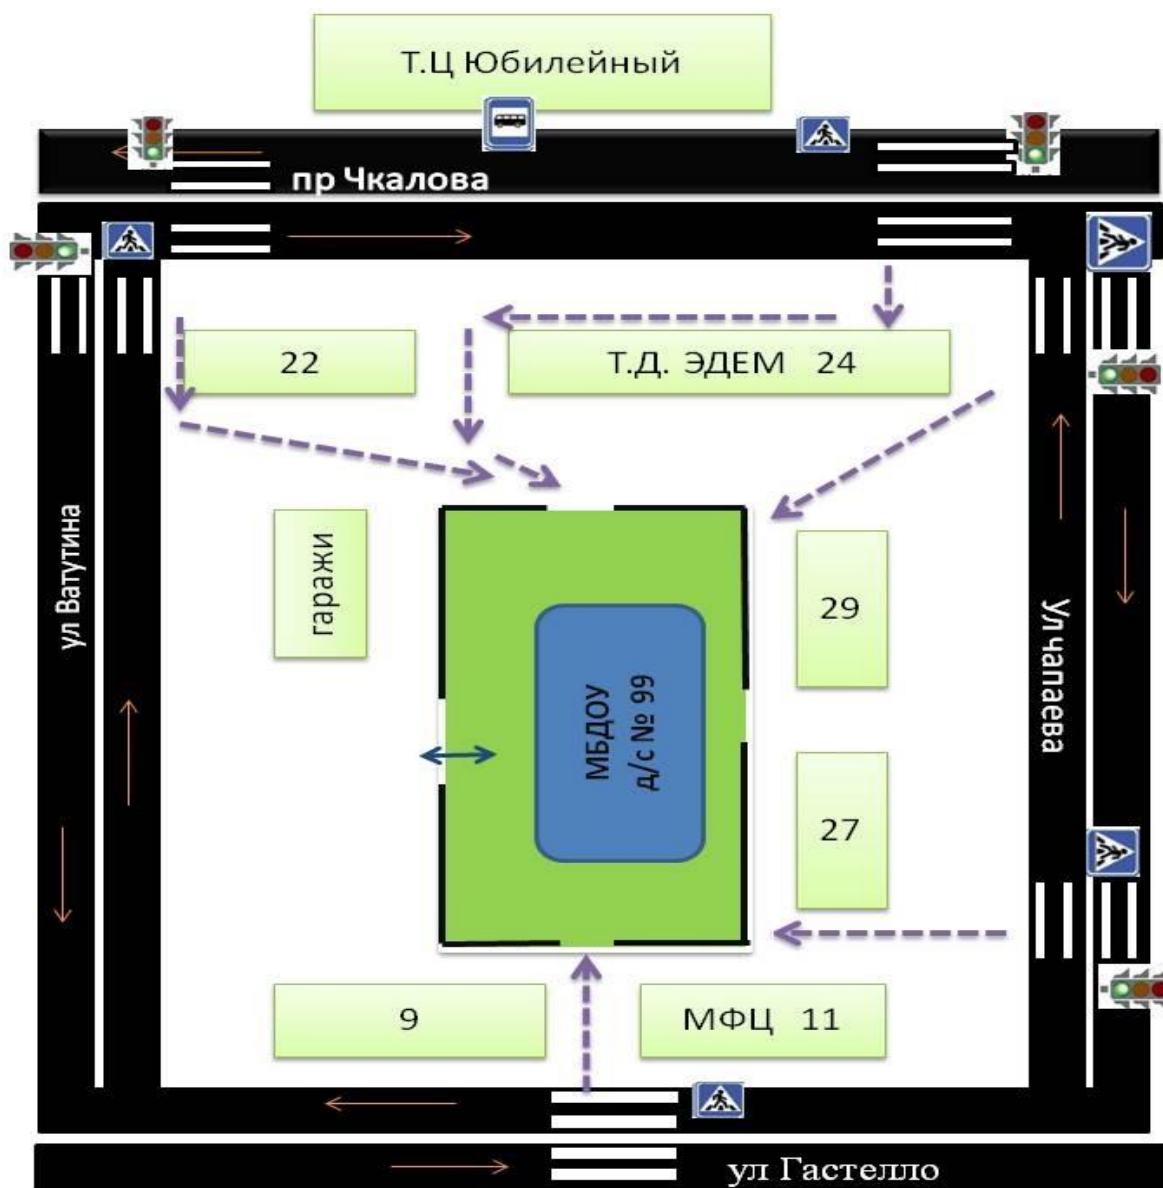 Т.Ц Юбилейный
пр Чкалова
22
Т.Д. ЭДЕМ 24
ул Ватутина
гаражи
МБДОУ
д/с № 99
29
27
Ул чапаева
9
МФЦ 11
ул Гастелло